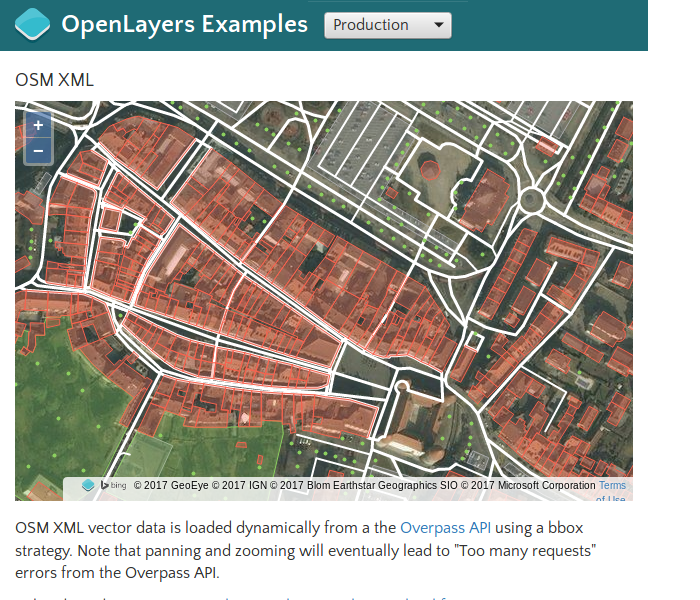 OpenLayers Examples
Production
OSM XML
+
−
bing © 2017 GeoEye © 2017 IGN © 2017 Blom Earthstar Geographics SIO © 2017 Microsoft Corporation Terms
of Use
OSM XML vector data is loaded dynamically from a the Overpass API using a bbox
strategy. Note that panning and zooming will eventually lead to "Too many requests"
errors from the Overpass API.